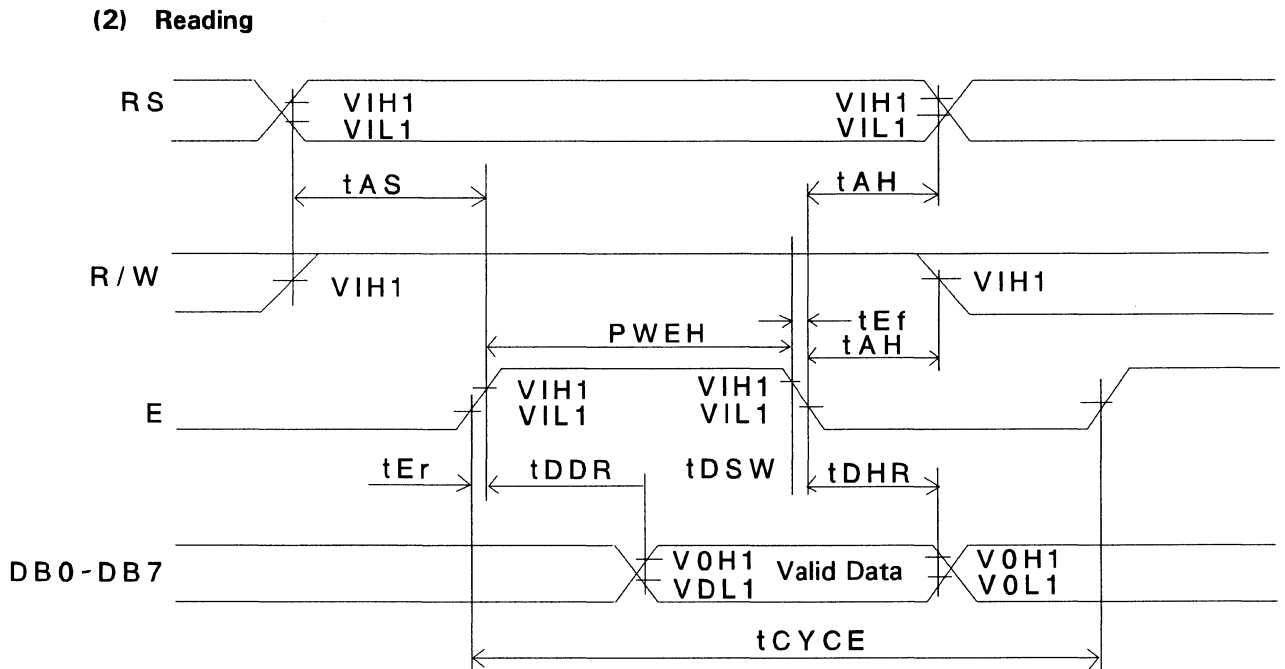 (2) Reading
RS
VIH1
VIL1
VIH1
VIL1
tAS
tAH
R/W
VIH1
VIH1
tEf
PWEH
tAH
E
VIH1
VIL1
VIH1
VIL1
tEr
tDDR
tDSW
tDHR
DB0-DB7
V0H1
VDL1
Valid Data
V0H1
V0L1
tCYCE